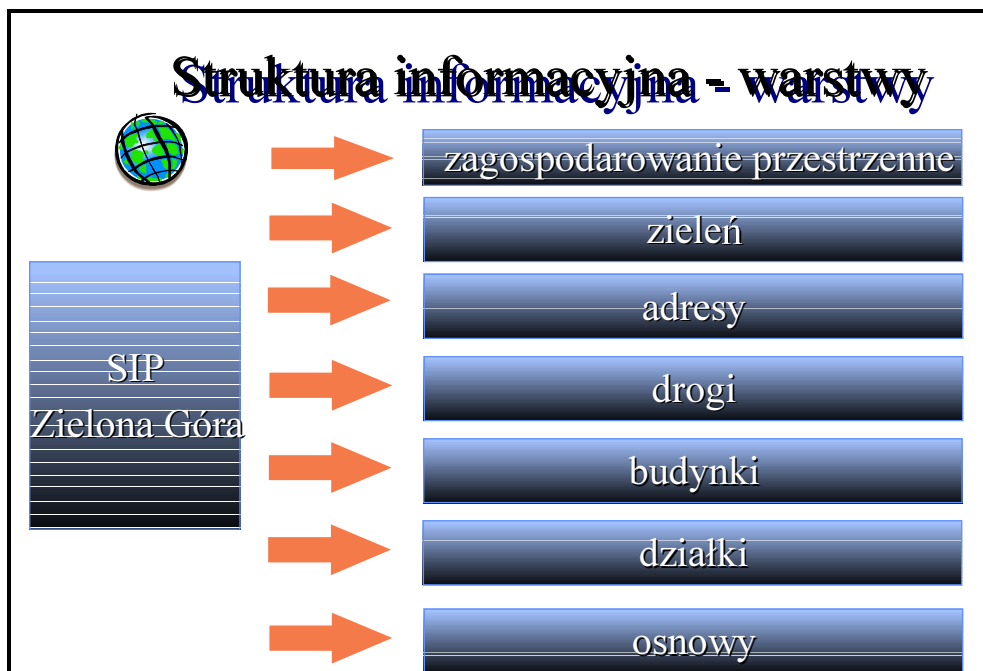 Struktura informacyjna - warstwy
zagospodarowanie przestrzenne
zieleń
adresy
SIP
Zielona Góra
drogi
budynki
działki
osnowy